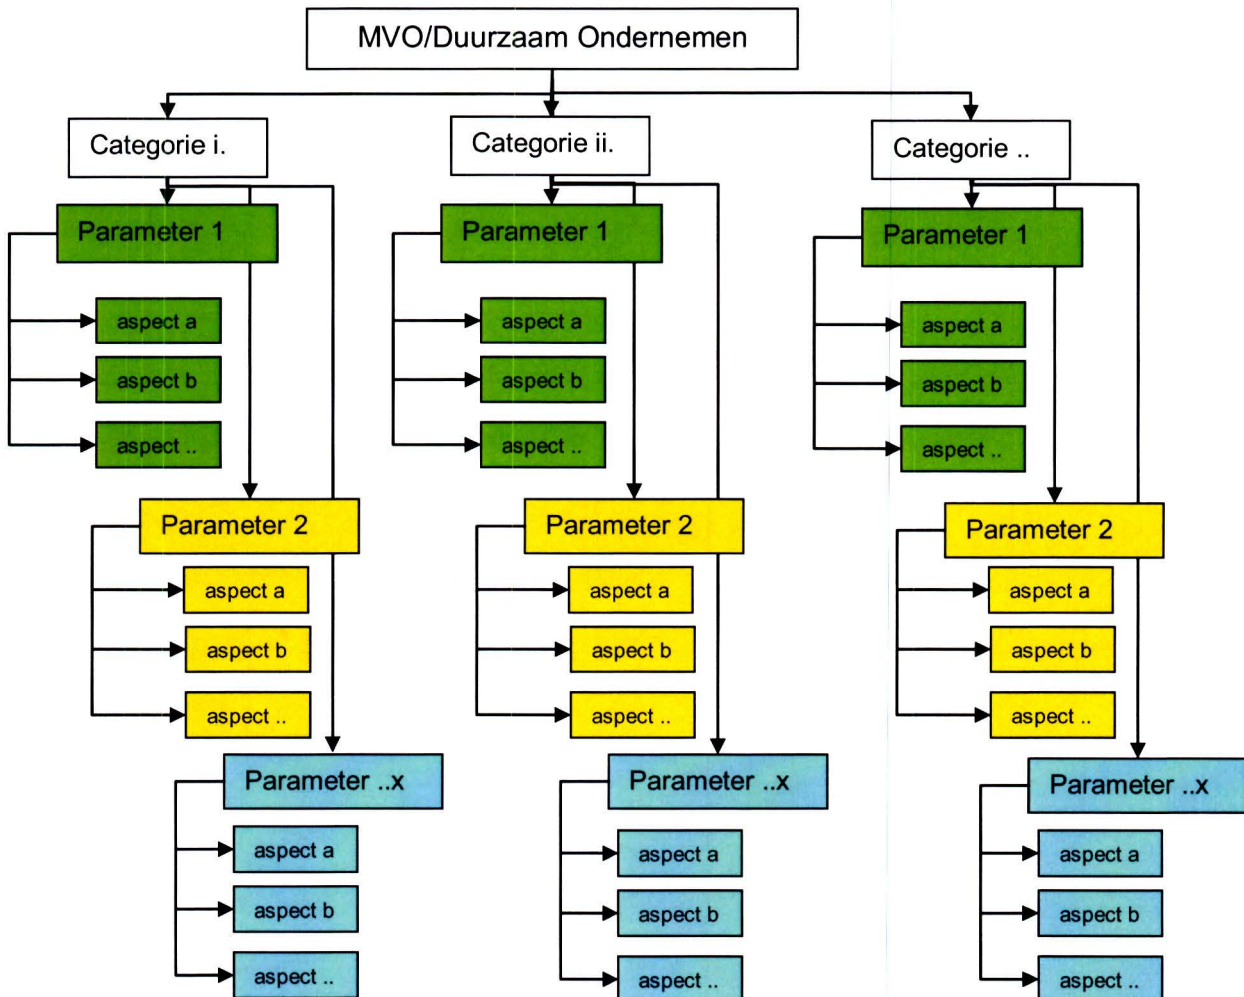 MVO/Duurzaam Ondernemen
Categorie i.
Categorie ii.
Categorie ..
Parameter 1
Parameter 1
Parameter 1
aspect a
aspect a
aspect a
aspect b
aspect b
aspect b
aspect ..
aspect ..
aspect ..
Parameter 2
Parameter 2
Parameter 2
aspect a
aspect a
aspect a
aspect b
aspect b
aspect b
aspect ..
aspect ..
aspect ..
Parameter ..x
Parameter ..x
Parameter ..x
aspect a
aspect a
aspect a
aspect b
aspect b
aspect b
aspect ..
aspect ..
aspect ..